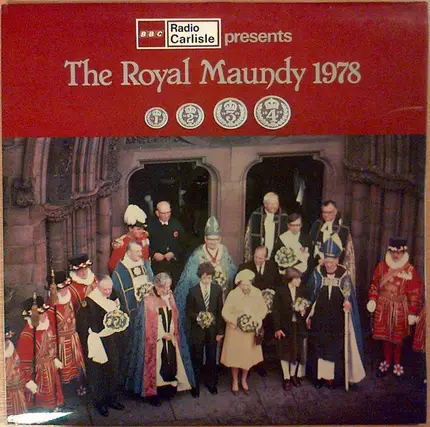 BBC Radio Carlisle presents
The Royal Maundy 1978
1 2 3 4